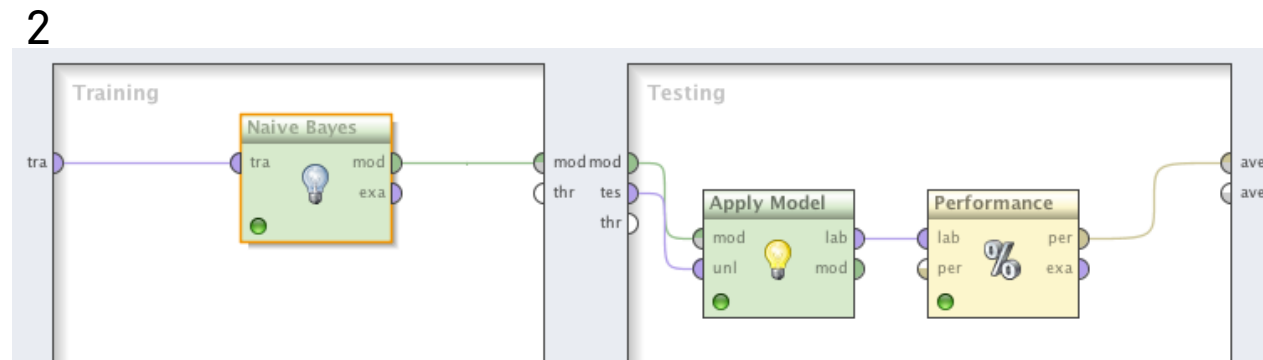 2
Training
Testing
Naive Bayes
tra
tra
mod
mod
mod
ave
exa
thr
tes
ave
thr
Apply Model
Performance
mod
lab
lab
per
unl
mod
per
exa
%